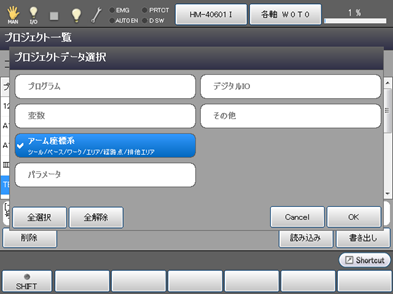 MAN I/O EMG PRTCT HM-40601 I 各軸 W0T0 1 %
AUTO EN D SW
プロジェクト一覧
プロジェクトデータ選択
プログラム デジタルIO
変数 その他
アーム座標系
ツール/ベース/ワーク/エリア/経路点/排他エリア
パラメータ
全選択 全解除 Cancel OK
削除 読み込み 書き出し
Shortcut
SHIFT